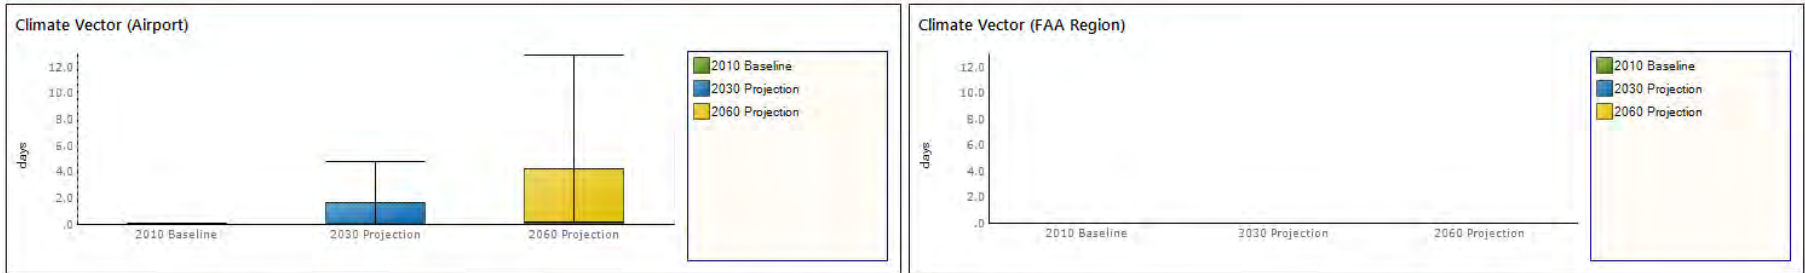 Climate Vector (Airport)
12.0
10.0
8.0
6.0
4.0
2.0
.0
days
2010 Baseline
2030 Projection
2060 Projection
2010 Baseline
2030 Projection
2060 Projection
Climate Vector (FAA Region)
12.0
10.0
8.0
6.0
4.0
2.0
.0
days
2010 Baseline
2030 Projection
2060 Projection
2010 Baseline
2030 Projection
2060 Projection